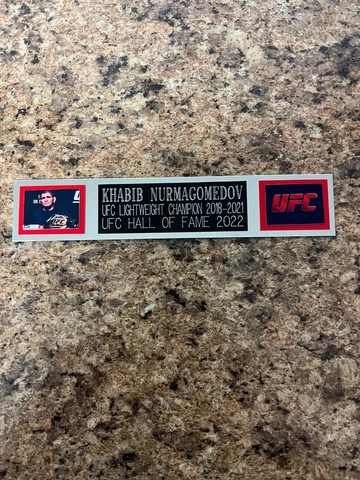 KHABIB NURMAGOMEDOV
UFC LIGHTWEIGHT CHAMPION 2018-2021
UFC HALL OF FAME 2022
UFC